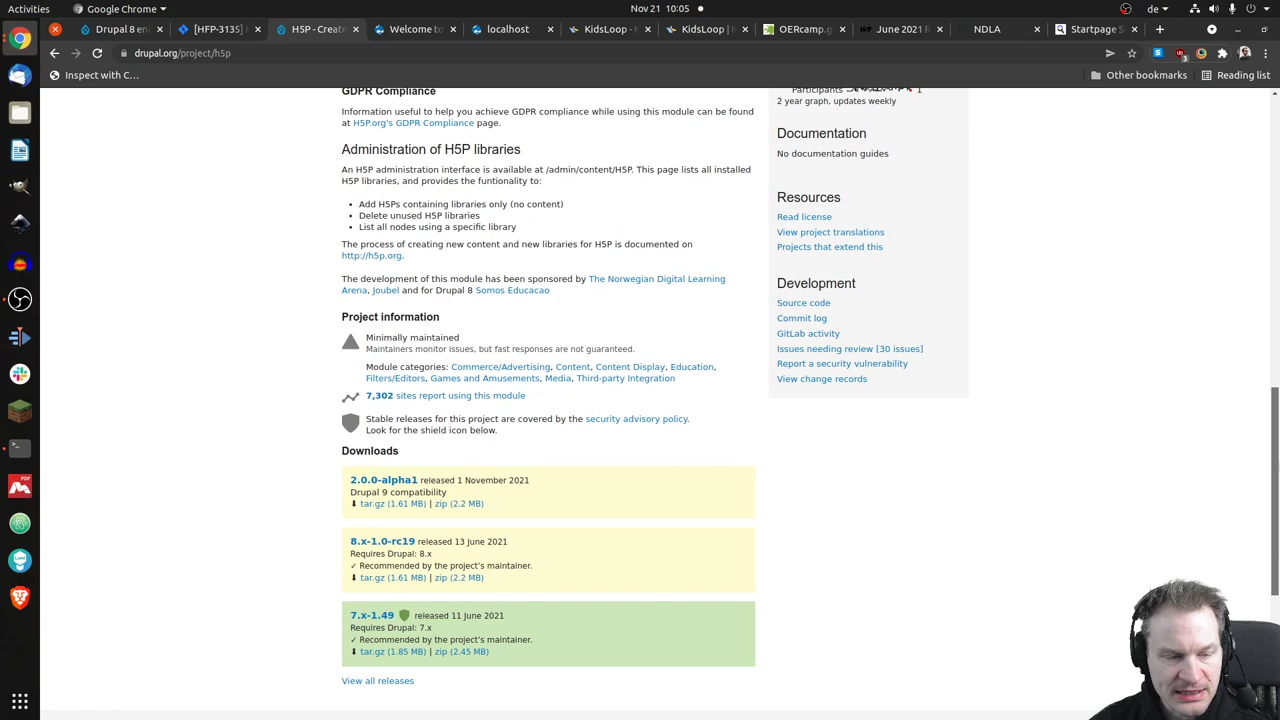 Activities
Google Chrome
Nov 21 10:05
de
Drupal 8 en
[HFP-3135] M
H5P - Create
Welcome to
localhost
KidsLoop -
KidsLoop | I
OERcamp.g
June 2021 R
NDLA
Startpage S
drupal.org/project/h5p
Inspect with C...
Other bookmarks
Reading list
GDPR Compliance
Information useful to help you achieve GDPR compliance while using this module can be found
at H5P.org's GDPR Compliance page.
Administration of H5P libraries
An H5P administration interface is available at /admin/content/H5P. This page lists all installed
H5P libraries, and provides the funtionality to:
• Add H5Ps containing libraries only (no content)
• Delete unused H5P libraries
• List all nodes using a specific library
The process of creating new content and new libraries for H5P is documented on
http://h5p.org.
The development of this module has been sponsored by The Norwegian Digital Learning
Arena, Joubel and for Drupal 8 Somos Educacao
Project information
Minimally maintained
Maintainers monitor issues, but fast responses are not guaranteed.
Module categories: Commerce/Advertising, Content, Content Display, Education,
Filters/Editors, Games and Amusements, Media, Third-party Integration
7,302 sites report using this module
Stable releases for this project are covered by the security advisory policy.
Look for the shield icon below.
Downloads
2.0.0-alpha1 released 1 November 2021
Drupal 9 compatibility
⬇ tar.gz (1.61 MB) | zip (2.2 MB)
8.x-1.0-rc19 released 13 June 2021
Requires Drupal: 8.x
✓ Recommended by the project's maintainer.
⬇ tar.gz (1.61 MB) | zip (2.2 MB)
7.x-1.49 released 11 June 2021
Requires Drupal: 7.x
✓ Recommended by the project's maintainer.
⬇ tar.gz (1.85 MB) | zip (2.45 MB)
View all releases
Participants 1
2 year graph, updates weekly
Documentation
No documentation guides
Resources
Read license
View project translations
Projects that extend this
Development
Source code
Commit log
GitLab activity
Issues needing review [30 issues]
Report a security vulnerability
View change records